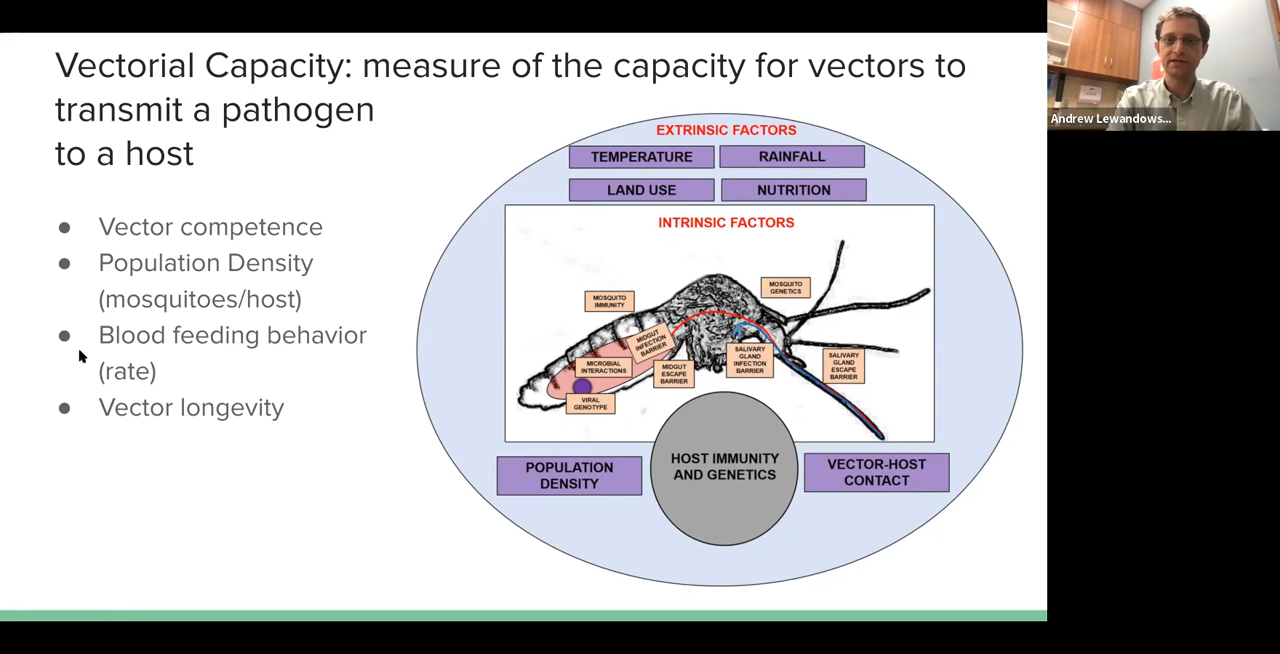 Vectorial Capacity: measure of the capacity for vectors to
transmit a pathogen
to a host
● Vector competence
● Population Density
(mosquitoes/host)
● Blood feeding behavior
(rate)
● Vector longevity
EXTRINSIC FACTORS
TEMPERATURE
RAINFALL
LAND USE
NUTRITION
INTRINSIC FACTORS
MOSQUITO
GENETICS
MOSQUITO
IMMUNITY
MIDGUT
INFECTION
BARRIER
MICROBIAL
INTERACTIONS
VIRAL
GENOTYPE
MIDGUT
ESCAPE
BARRIER
SALIVARY
GLAND
INFECTION
BARRIER
SALIVARY
GLAND
ESCAPE
BARRIER
POPULATION
DENSITY
HOST IMMUNITY
AND GENETICS
VECTOR-HOST
CONTACT
Andrew Lewandows...